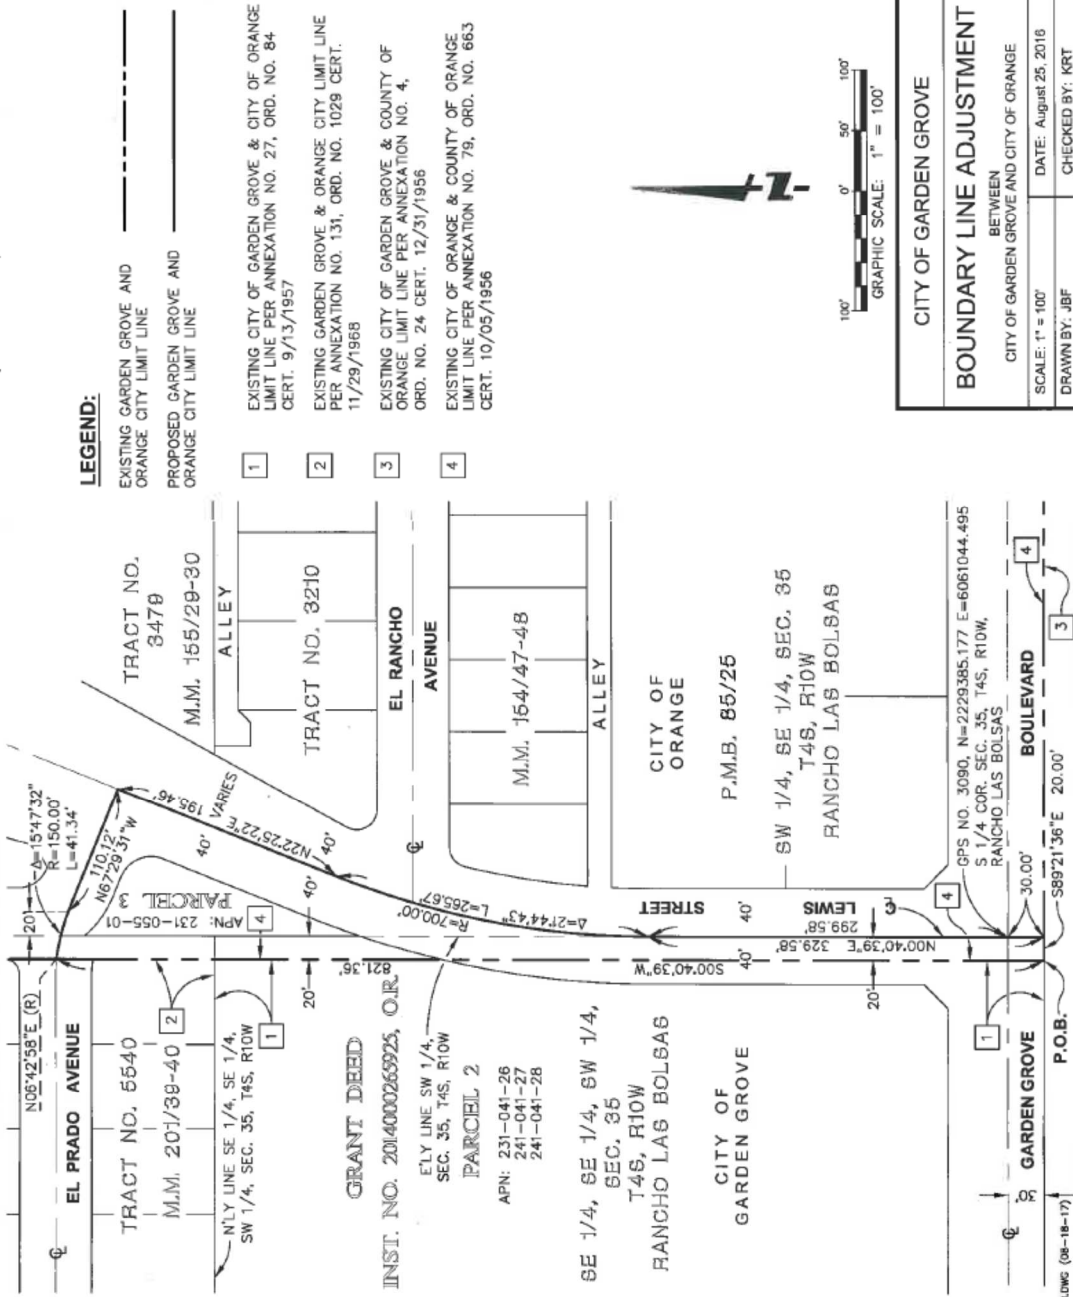 LEGEND:
EXISTING GARDEN GROVE AND
ORANGE CITY LIMIT LINE
PROPOSED GARDEN GROVE AND
ORANGE CITY LIMIT LINE
1
EXISTING CITY OF GARDEN GROVE & CITY OF ORANGE
LIMIT LINE PER ANNEXATION NO. 27, ORD. NO. 84
CERT. 9/13/1957
2
EXISTING GARDEN GROVE & ORANGE CITY LIMIT LINE
PER ANNEXATION NO. 131, ORD. NO. 1029 CERT.
11/29/1968
3
EXISTING CITY OF GARDEN GROVE & COUNTY OF
ORANGE LIMIT LINE PER ANNEXATION NO. 4,
ORD. NO. 24 CERT. 12/31/1956
4
EXISTING CITY OF ORANGE & COUNTY OF ORANGE
LIMIT LINE PER ANNEXATION NO. 79, ORD. NO. 663
CERT. 10/05/1956
N
100' 0' 50' 100'
GRAPHIC SCALE: 1" = 100'
CITY OF GARDEN GROVE
BOUNDARY LINE ADJUSTMENT
BETWEEN
CITY OF GARDEN GROVE AND CITY OF ORANGE
SCALE: 1" = 100'
DATE: August 25, 2016
DRAWN BY: JBF
CHECKED BY: KRT
N06°42'58"E (R)
20'
Δ=15°47'32"
R=150.00'
L=41.34'
110.12'
N67°29'31"W
EL PRADO AVENUE
TRACT NO. 5540
M.M. 201/39-40
2
N'LY LINE SE 1/4, SE 1/4,
SW 1/4, SEC. 35, T4S, R10W
1
APN: 231-055-01
PARCEL 3
4
40'
VARIES
195.46'
N22°25'22"E
40'
40'
TRACT NO.
3479
M.M. 155/29-30
ALLEY
TRACT NO. 3210
EL RANCHO
AVENUE
M.M. 154/47-48
ALLEY
20'
821.36'
GRANT DEED
INST. NO. 2014000265925, O.R.
E'LY LINE SW 1/4,
SEC. 35, T4S, R10W
PARCEL 2
APN: 231-041-26
241-041-27
241-041-28
R=700.00'
L=265.67'
Δ=21°44'43"
SE 1/4, SE 1/4, SW 1/4,
SEC. 35
T4S, R10W
RANCHO LAS BOLSAS
CITY OF
GARDEN GROVE
S00°40'39"W
40'
40'
LEWIS
STREET
299.58'
N00°40'39"E 329.58'
20'
CITY OF
ORANGE
P.M.B. 85/25
SW 1/4, SE 1/4, SEC. 35
T4S, R10W
RANCHO LAS BOLSAS
GPS NO. 3090, N=2229385.177 E=6061044.495
S 1/4 COR. SEC. 35, T4S, R10W,
RANCHO LAS BOLSAS
1
4
30.00'
4
30'
GARDEN GROVE
BOULEVARD
P.O.B.
S89°21'36"E 20.00'
3
.DWG (08-18-17)